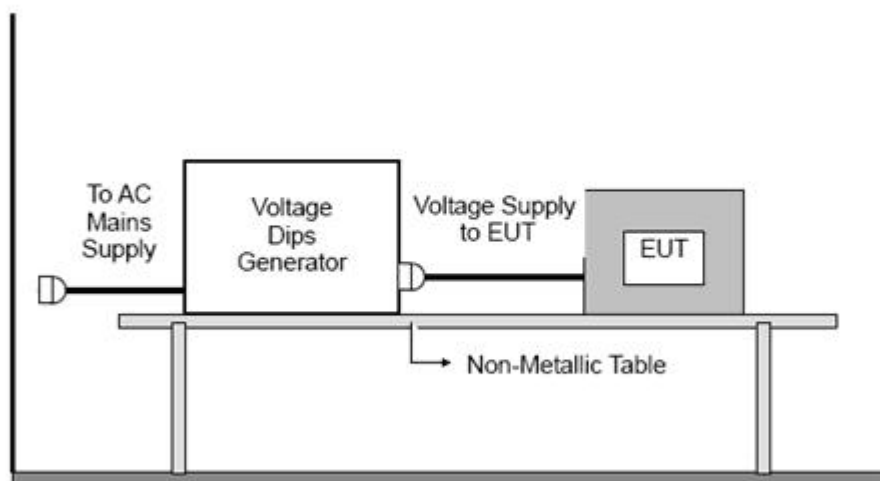 To AC
Mains
Supply
Voltage
Dips
Generator
Voltage Supply
to EUT
EUT
Non-Metallic Table